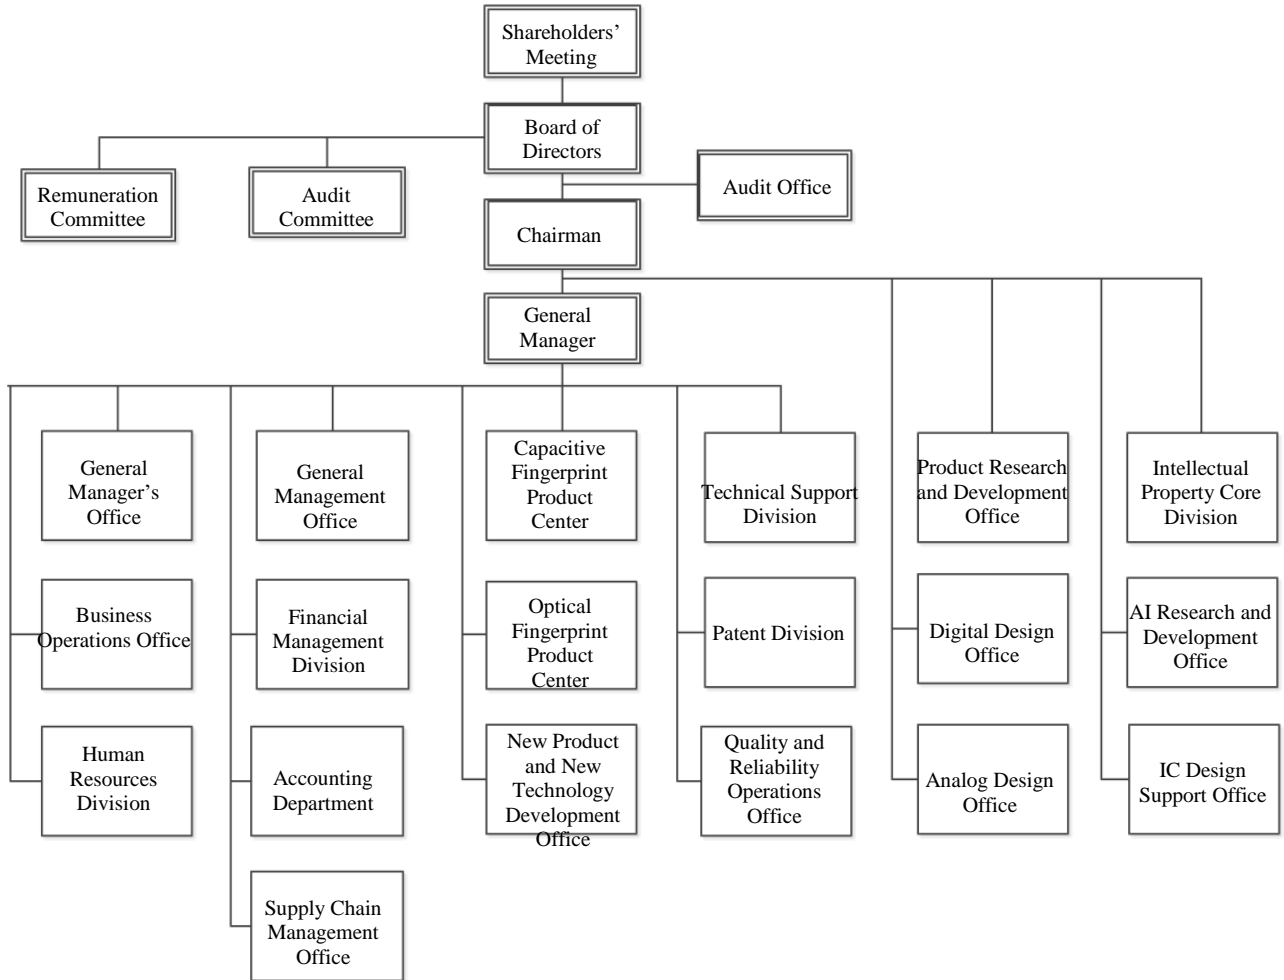 Shareholders’
Meeting
Board of
Directors
Remuneration
Committee
Audit
Committee
Audit Office
Chairman
General
Manager
General
Manager’s
Office
General
Management
Office
Capacitive
Fingerprint
Product
Center
Technical Support
Division
Product Research
and Development
Office
Intellectual
Property Core
Division
Business
Operations Office
Financial
Management
Division
Optical
Fingerprint
Product
Center
Patent Division
Digital Design
Office
AI Research and
Development
Office
Human
Resources
Division
Accounting
Department
New Product
and New
Technology
Development
Office
Quality and
Reliability
Operations
Office
Analog Design
Office
IC Design
Support Office
Supply Chain
Management
Office